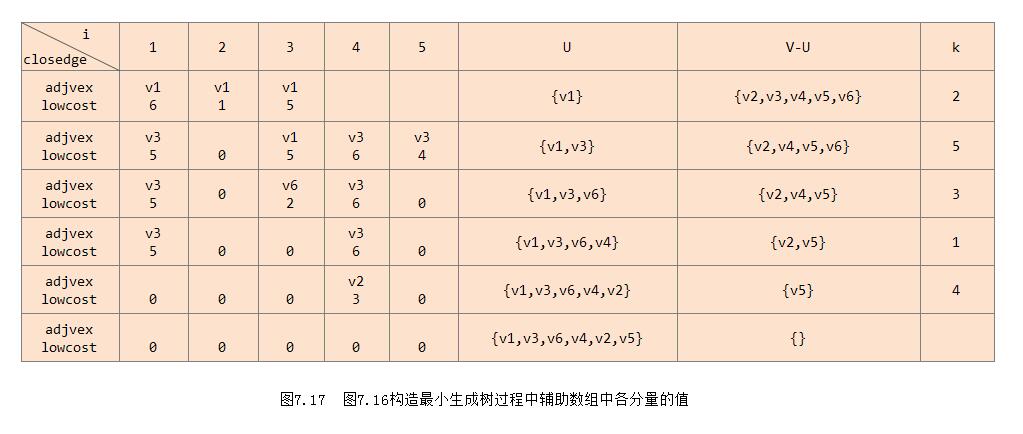 i
closedge
1 2 3 4 5 U V-U k
adjvex v1 v1 v1
lowcost 6 1 5
{v1} {v2,v3,v4,v5,v6} 2
adjvex v3 v1 v3 v3
lowcost 5 0 5 6 4
{v1,v3} {v2,v4,v5,v6} 5
adjvex v3 v6 v3
lowcost 5 0 2 6 0
{v1,v3,v6} {v2,v4,v5} 3
adjvex v3 v3
lowcost 5 0 0 6 0
{v1,v3,v6,v4} {v2,v5} 1
adjvex v2
lowcost 0 0 0 3 0
{v1,v3,v6,v4,v2} {v5} 4
adjvex
lowcost 0 0 0 0 0
{v1,v3,v6,v4,v2,v5} {}
图7.17 图7.16构造最小生成树过程中辅助数组中各分量的值